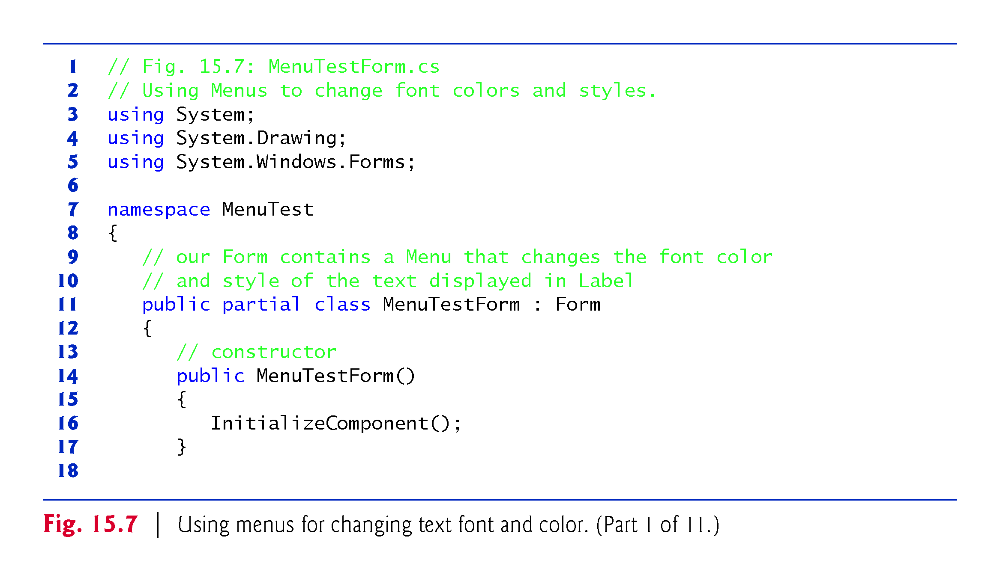 1 // Fig. 15.7: MenuTestForm.cs
2 // Using Menus to change font colors and styles.
3 using System;
4 using System.Drawing;
5 using System.Windows.Forms;
6
7 namespace MenuTest
8 {
9    // our Form contains a Menu that changes the font color
10    // and style of the text displayed in Label
11    public partial class MenuTestForm : Form
12    {
13       // constructor
14       public MenuTestForm()
15       {
16          InitializeComponent();
17       }
18
Fig. 15.7 | Using menus for changing text font and color. (Part 1 of 11.)